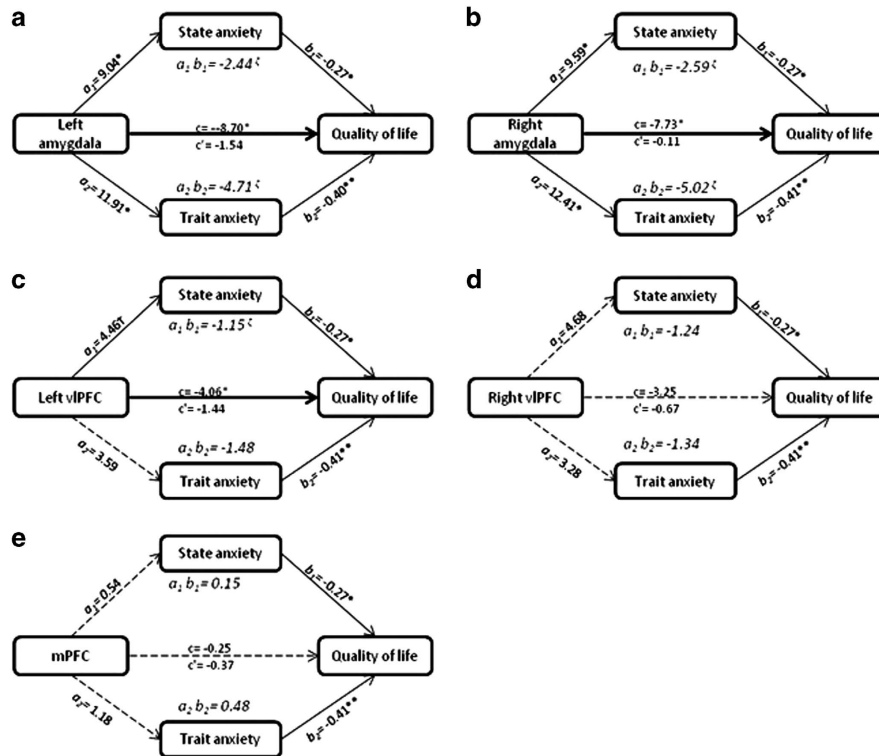 a
State anxiety
a₁ = 9.04*
b₁ = -0.27*
a₁ b₁ = -2.44 ξ
Left
amygdala
c= --8.70*
c'= -1.54
Quality of life
a₂ b₂ = -4.71 ξ
a₂ = 11.91*
b₂ = -0.40**
Trait anxiety
b
State anxiety
a₁ = 9.59*
b₁ = -0.27*
a₁ b₁ = -2.59 ξ
Right
amygdala
c= -7.73*
c'= -0.11
Quality of life
a₂ b₂ = -5.02 ξ
a₂ = 12.41*
b₂ = -0.41**
Trait anxiety
c
State anxiety
a₁ = 4.46†
b₁ = -0.27*
a₁ b₁ = -1.15 ξ
Left vlPFC
c= -4.06*
c'= -1.44
Quality of life
a₂ b₂ = -1.48
a₂ = 3.59
b₂ = -0.41**
Trait anxiety
d
State anxiety
a₁ = 4.68
b₁ = -0.27*
a₁ b₁ = -1.24
Right vlPFC
c= -3.25
c'= -0.67
Quality of life
a₂ b₂ = -1.34
a₂ = 3.28
b₂ = -0.41**
Trait anxiety
e
State anxiety
a₁ = 0.54
b₁ = -0.27*
a₁ b₁ = 0.15
mPFC
c= -0.25
c'= -0.37
Quality of life
a₂ b₂ = 0.48
a₂ = 1.18
b₂ = -0.41**
Trait anxiety